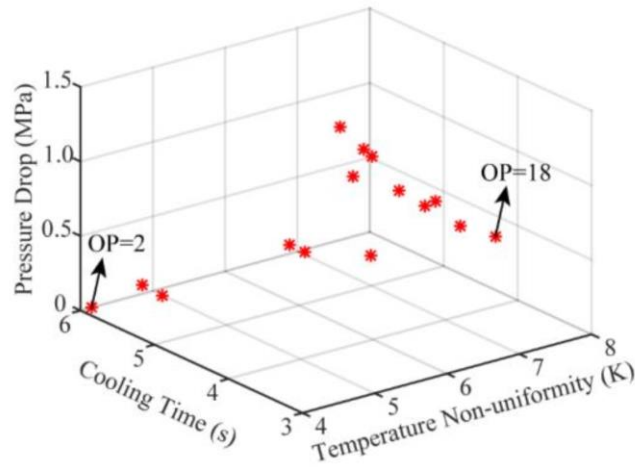 1.5
1.0
0.5
0
Pressure Drop (MPa)
OP=18
OP=2
6
5
4
3
Cooling Time (s)
4
5
6
7
8
Temperature Non-uniformity (K)